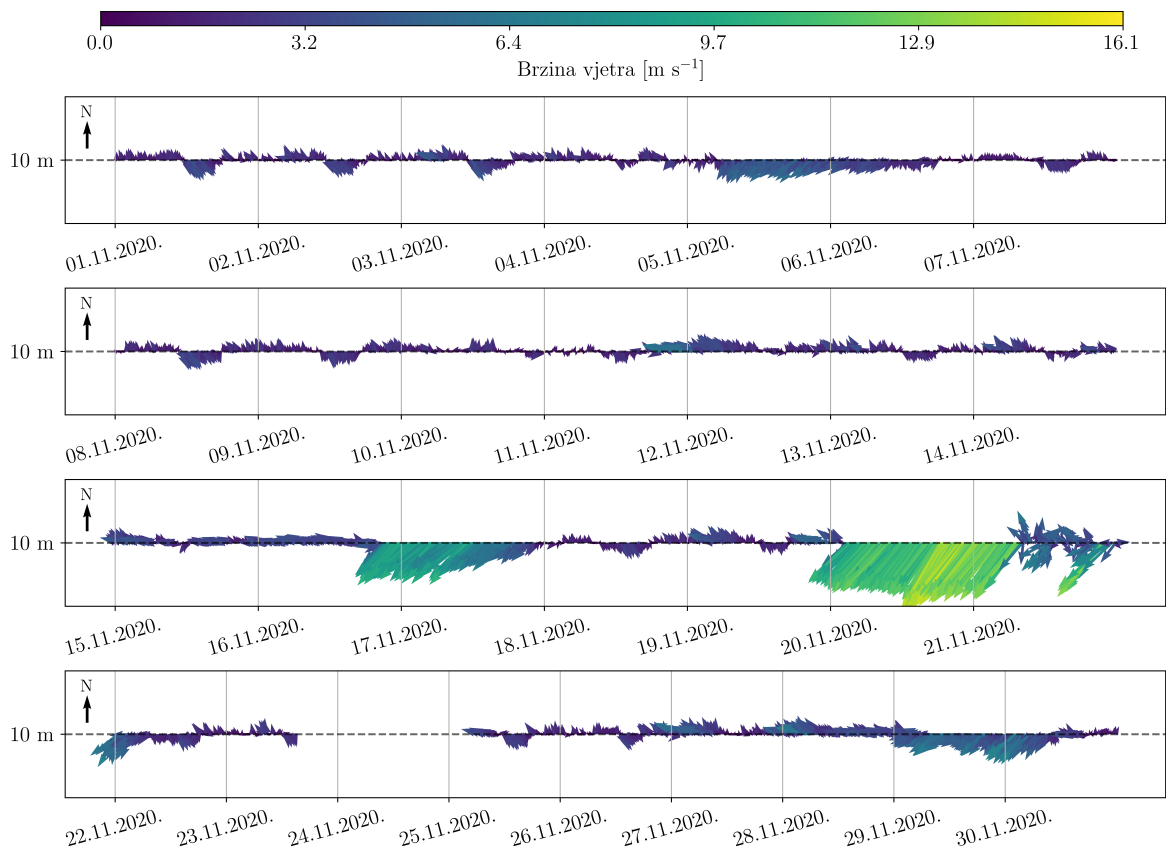 0.0 3.2 6.4 9.7 12.9 16.1
Brzina vjetra [m s⁻¹]
N
10 m
01.11.2020. 02.11.2020. 03.11.2020. 04.11.2020. 05.11.2020. 06.11.2020. 07.11.2020.
N
10 m
08.11.2020. 09.11.2020. 10.11.2020. 11.11.2020. 12.11.2020. 13.11.2020. 14.11.2020.
N
10 m
15.11.2020. 16.11.2020. 17.11.2020. 18.11.2020. 19.11.2020. 20.11.2020. 21.11.2020.
N
10 m
22.11.2020. 23.11.2020. 24.11.2020. 25.11.2020. 26.11.2020. 27.11.2020. 28.11.2020. 29.11.2020. 30.11.2020.